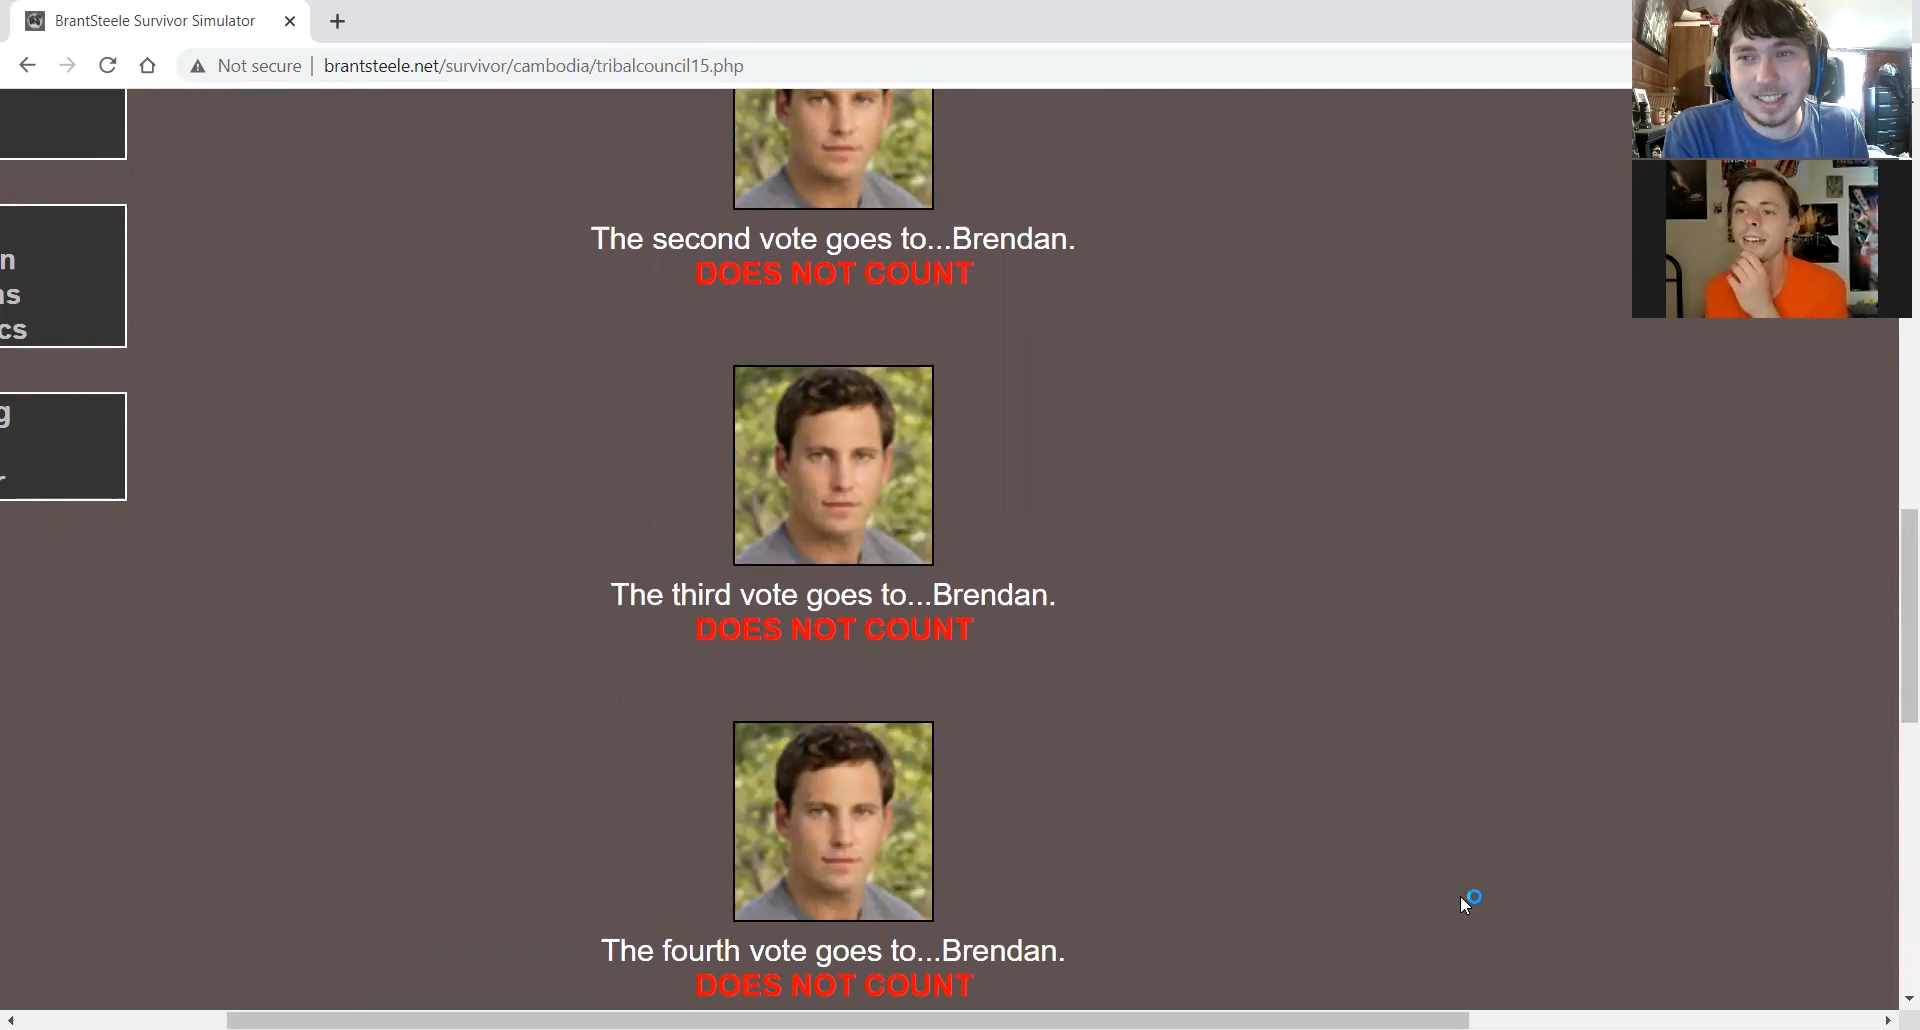 BrantSteele Survivor Simulator
Not secure
brantsteele.net/survivor/cambodia/tribalcouncil15.php
The second vote goes to...Brendan.
DOES NOT COUNT
n
ns
cs
g
The third vote goes to...Brendan.
DOES NOT COUNT
The fourth vote goes to...Brendan.
DOES NOT COUNT